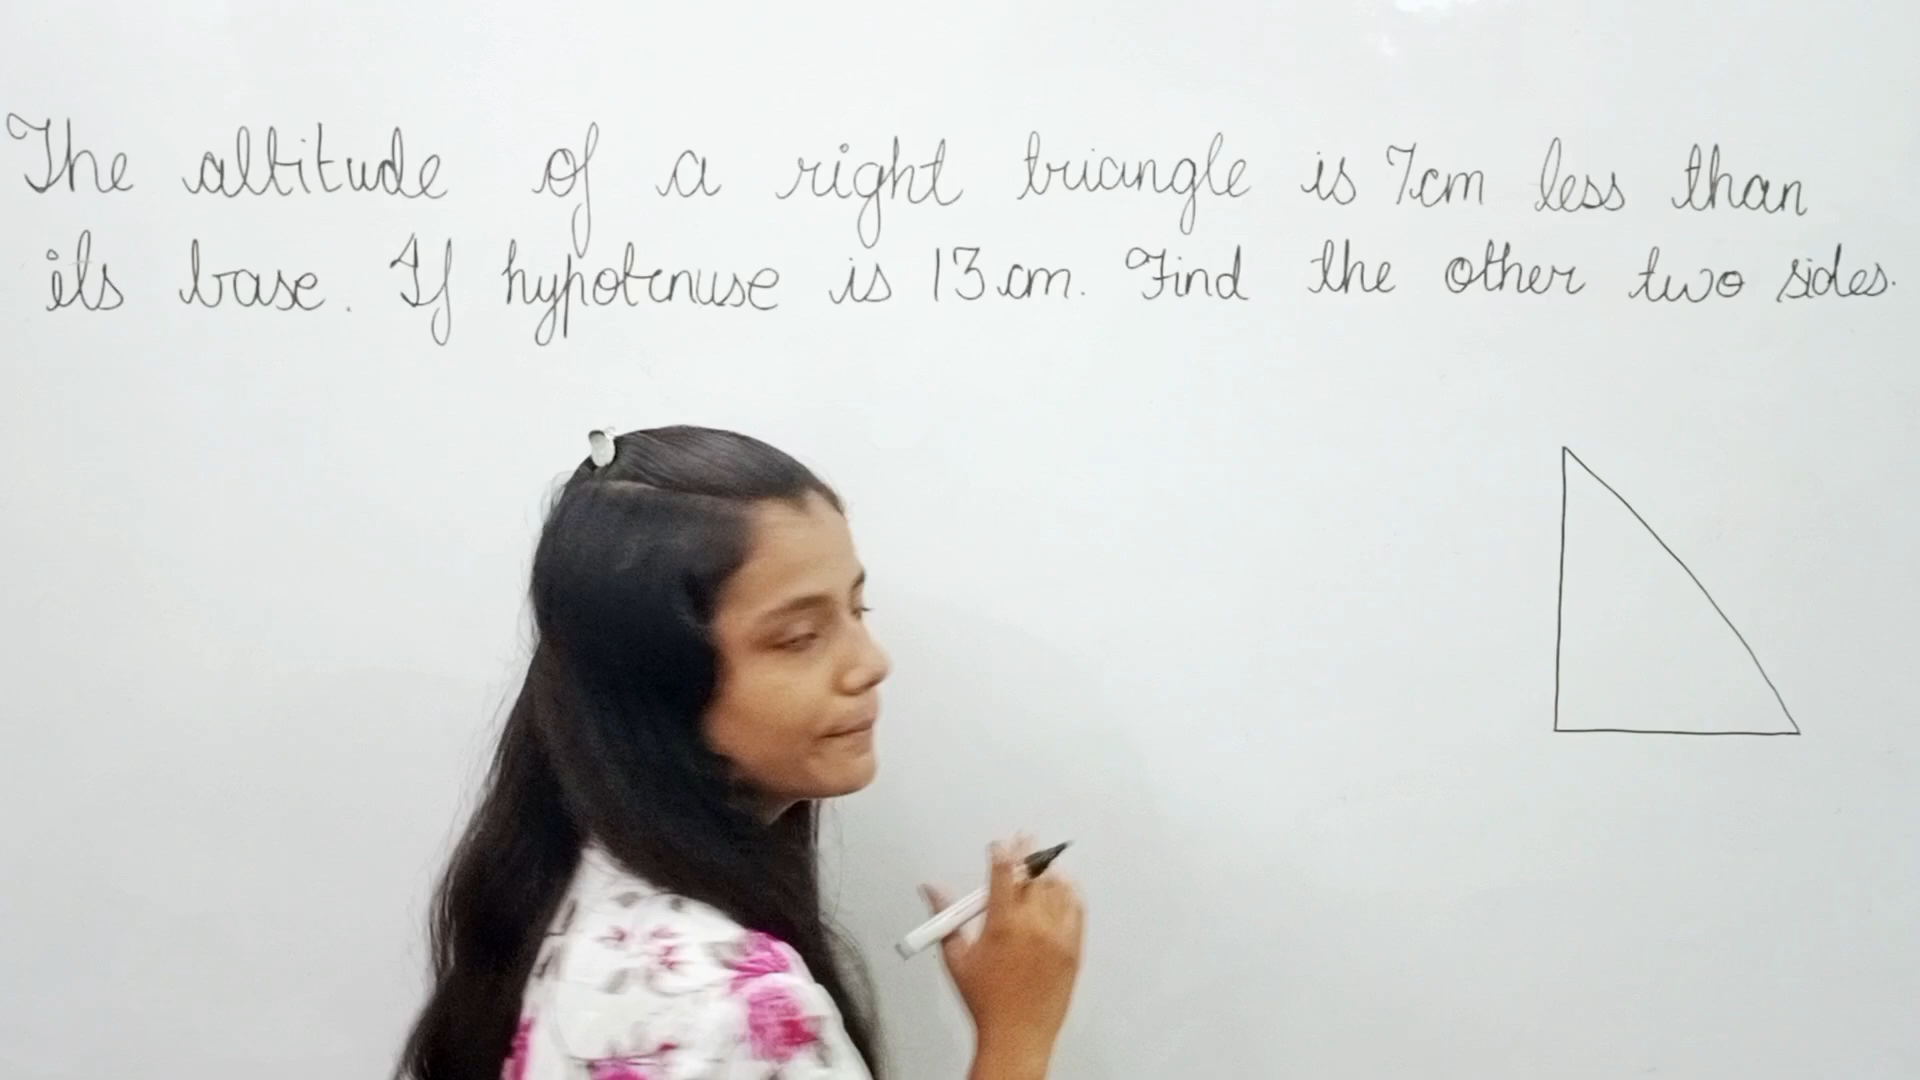 The altitude of a right triangle is 7cm less than
its base. If hypotenuse is 13cm. Find the other two sides.